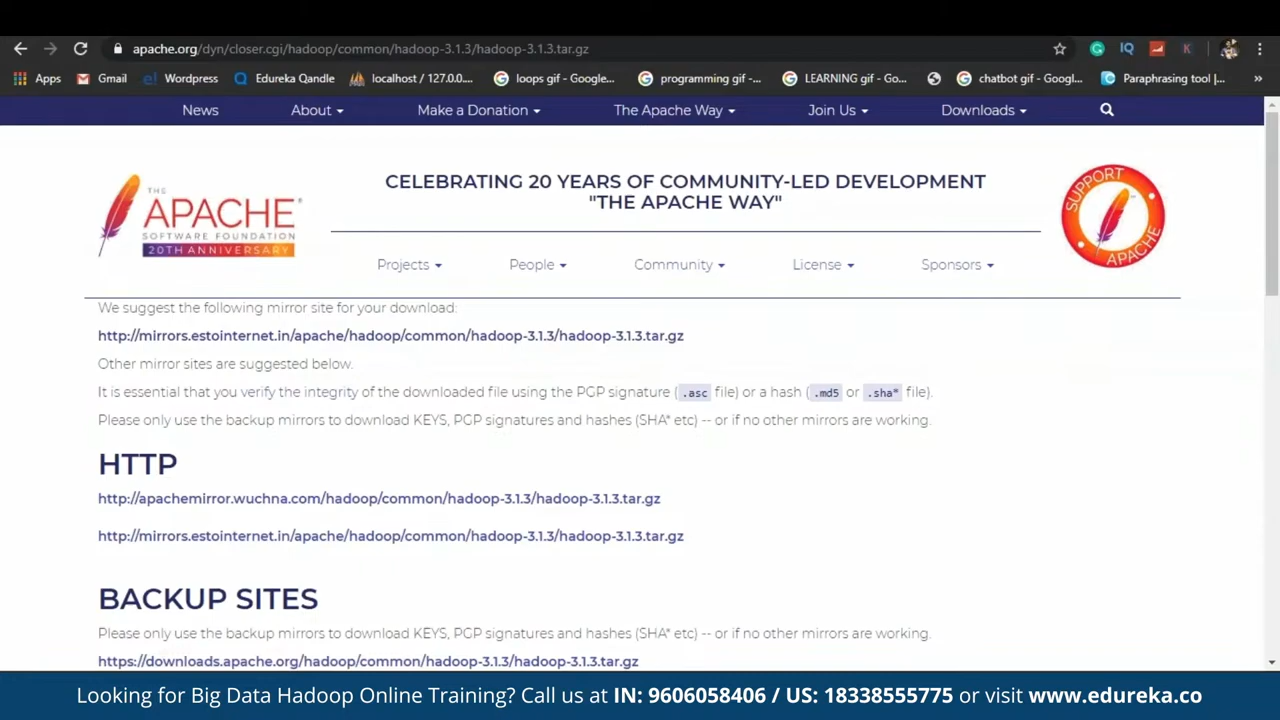 apache.org/dyn/closer.cgi/hadoop/common/hadoop-3.1.3/hadoop-3.1.3.tar.gz
Apps Gmail Wordpress Edureka Qandle localhost / 127.0.... loops gif - Google... programming gif -... LEARNING gif - Go... chatbot gif - Googl... Paraphrasing tool |... »
News About Make a Donation The Apache Way Join Us Downloads
THE
APACHE®
SOFTWARE FOUNDATION
20TH ANNIVERSARY
CELEBRATING 20 YEARS OF COMMUNITY-LED DEVELOPMENT
"THE APACHE WAY"
SUPPORT
APACHE
Projects People Community License Sponsors
We suggest the following mirror site for your download:
http://mirrors.estointernet.in/apache/hadoop/common/hadoop-3.1.3/hadoop-3.1.3.tar.gz
Other mirror sites are suggested below.
It is essential that you verify the integrity of the downloaded file using the PGP signature (.asc file) or a hash (.md5 or .sha* file).
Please only use the backup mirrors to download KEYS, PGP signatures and hashes (SHA* etc) -- or if no other mirrors are working.
HTTP
http://apachemirror.wuchna.com/hadoop/common/hadoop-3.1.3/hadoop-3.1.3.tar.gz
http://mirrors.estointernet.in/apache/hadoop/common/hadoop-3.1.3/hadoop-3.1.3.tar.gz
BACKUP SITES
Please only use the backup mirrors to download KEYS, PGP signatures and hashes (SHA* etc) -- or if no other mirrors are working.
https://downloads.apache.org/hadoop/common/hadoop-3.1.3/hadoop-3.1.3.tar.gz
Looking for Big Data Hadoop Online Training? Call us at IN: 9606058406 / US: 18338555775 or visit www.edureka.co